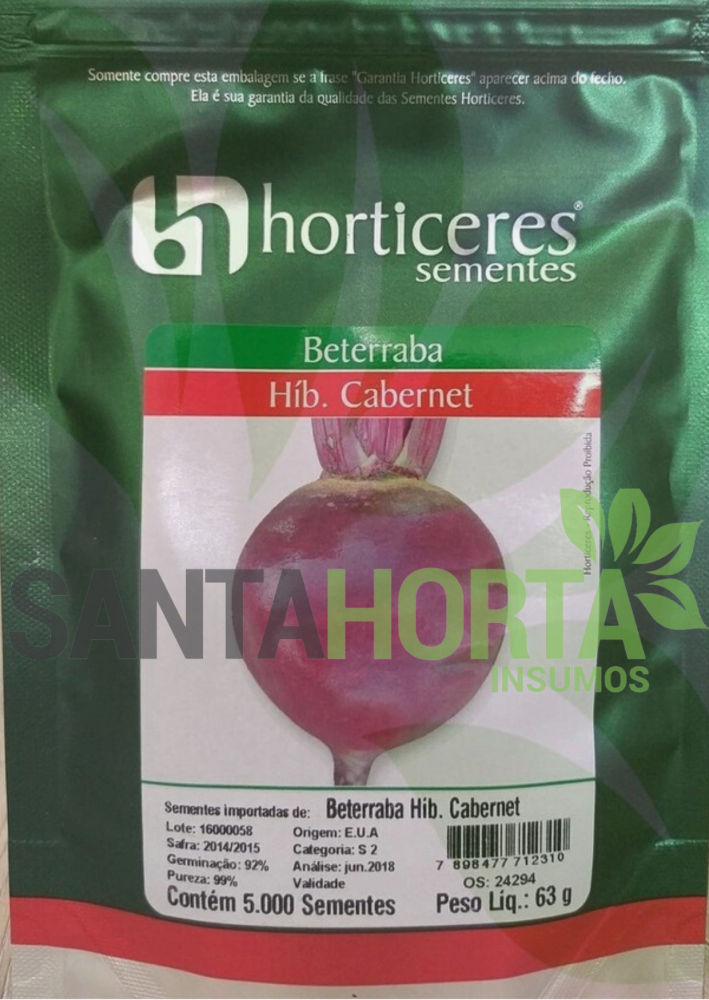 Somente compre esta embalagem se a frase "Garantia Horticeres" aparecer acima do fecho.
Ela é sua garantia da qualidade das Sementes Horticeres.
horticeres®
sementes
Beterraba
Híb. Cabernet
Horticeres - Reprodução Proibida
SANTAHORTA
INSUMOS
Sementes importadas de: Beterraba Hib. Cabernet
Lote: 16000058 Origem: E.U.A
Safra: 2014/2015 Categoria: S 2
Germinação: 92% Análise: jun.2018
Pureza: 99% Validade
7 898477 712310
OS: 24294
Contém 5.000 Sementes Peso Líq.: 63 g